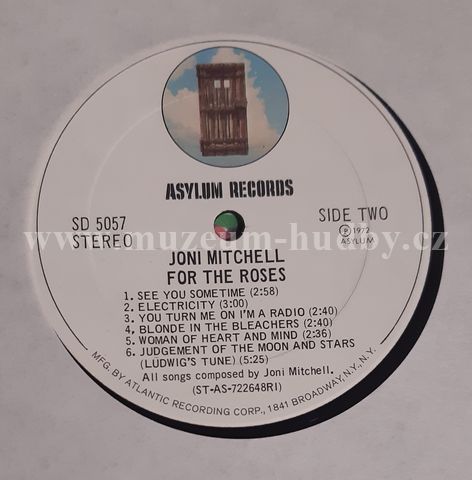 ASYLUM RECORDS
SD 5057
STEREO
SIDE TWO
Ⓟ 1972
ASYLUM
www.muzeum-hudby.cz
JONI MITCHELL
FOR THE ROSES
1. SEE YOU SOMETIME (2:58)
2. ELECTRICITY (3:00)
3. YOU TURN ME ON I'M A RADIO (2:40)
4. BLONDE IN THE BLEACHERS (2:40)
5. WOMAN OF HEART AND MIND (2:36)
6. JUDGEMENT OF THE MOON AND STARS
(LUDWIG'S TUNE) (5:25)
All songs composed by Joni Mitchell.
(ST-AS-722648RI)
MFG. BY ATLANTIC RECORDING CORP., 1841 BROADWAY, N.Y., N.Y.